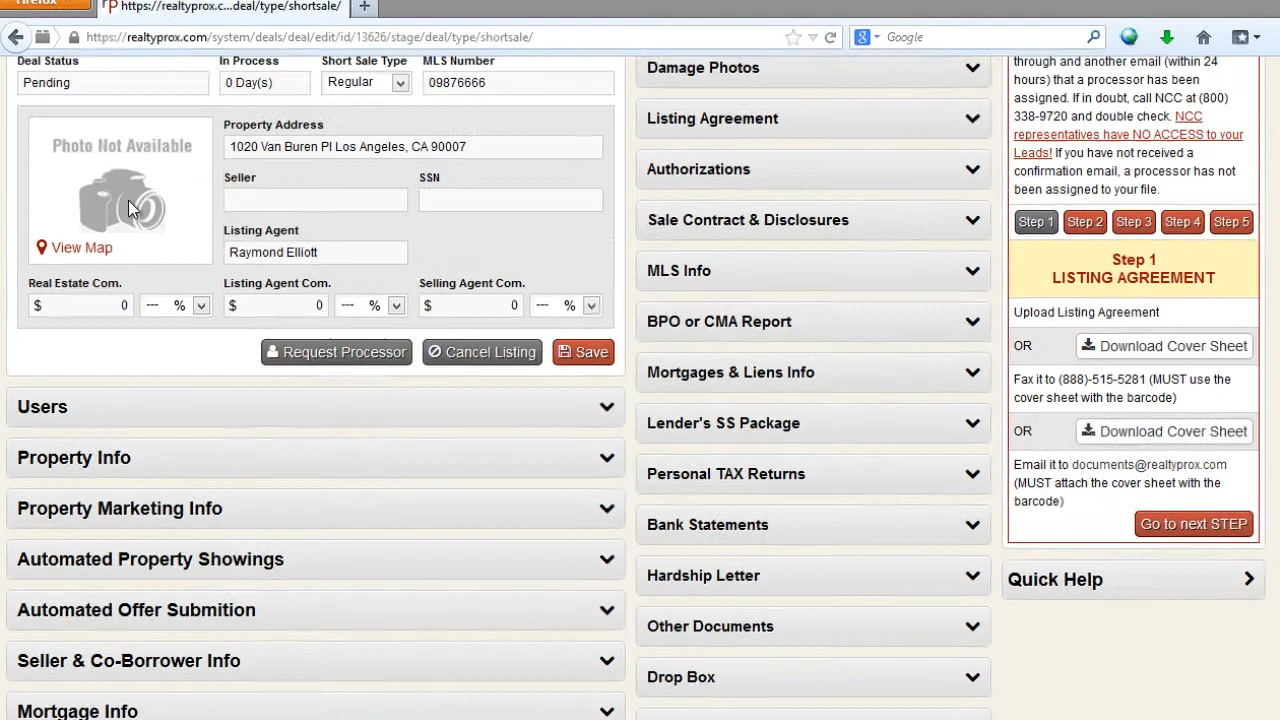 Firefox
rp https://realtyprox.c...deal/type/shortsale/
https://realtyprox.com/system/deals/deal/edit/id/13626/stage/deal/type/shortsale/
Google
Deal Status
In Process
Short Sale Type
MLS Number
Pending
0 Day(s)
Regular
09876666
Photo Not Available
View Map
Property Address
1020 Van Buren Pl Los Angeles, CA 90007
Seller
SSN
Listing Agent
Raymond Elliott
Real Estate Com.
Listing Agent Com.
Selling Agent Com.
$ 0 --- %
$ 0 --- %
$ 0 --- %
Request Processor
Cancel Listing
Save
Users
Property Info
Property Marketing Info
Automated Property Showings
Automated Offer Submition
Seller & Co-Borrower Info
Mortgage Info
Damage Photos
Listing Agreement
Authorizations
Sale Contract & Disclosures
MLS Info
BPO or CMA Report
Mortgages & Liens Info
Lender's SS Package
Personal TAX Returns
Bank Statements
Hardship Letter
Other Documents
Drop Box
through and another email (within 24
hours) that a processor has been
assigned. If in doubt, call NCC at (800)
338-9720 and double check. NCC
representatives have NO ACCESS to your
Leads! If you have not received a
confirmation email, a processor has not
been assigned to your file.
Step 1
Step 2
Step 3
Step 4
Step 5
Step 1
LISTING AGREEMENT
Upload Listing Agreement
OR
Download Cover Sheet
Fax it to (888)-515-5281 (MUST use the
cover sheet with the barcode)
OR
Download Cover Sheet
Email it to documents@realtyprox.com
(MUST attach the cover sheet with the
barcode)
Go to next STEP
Quick Help